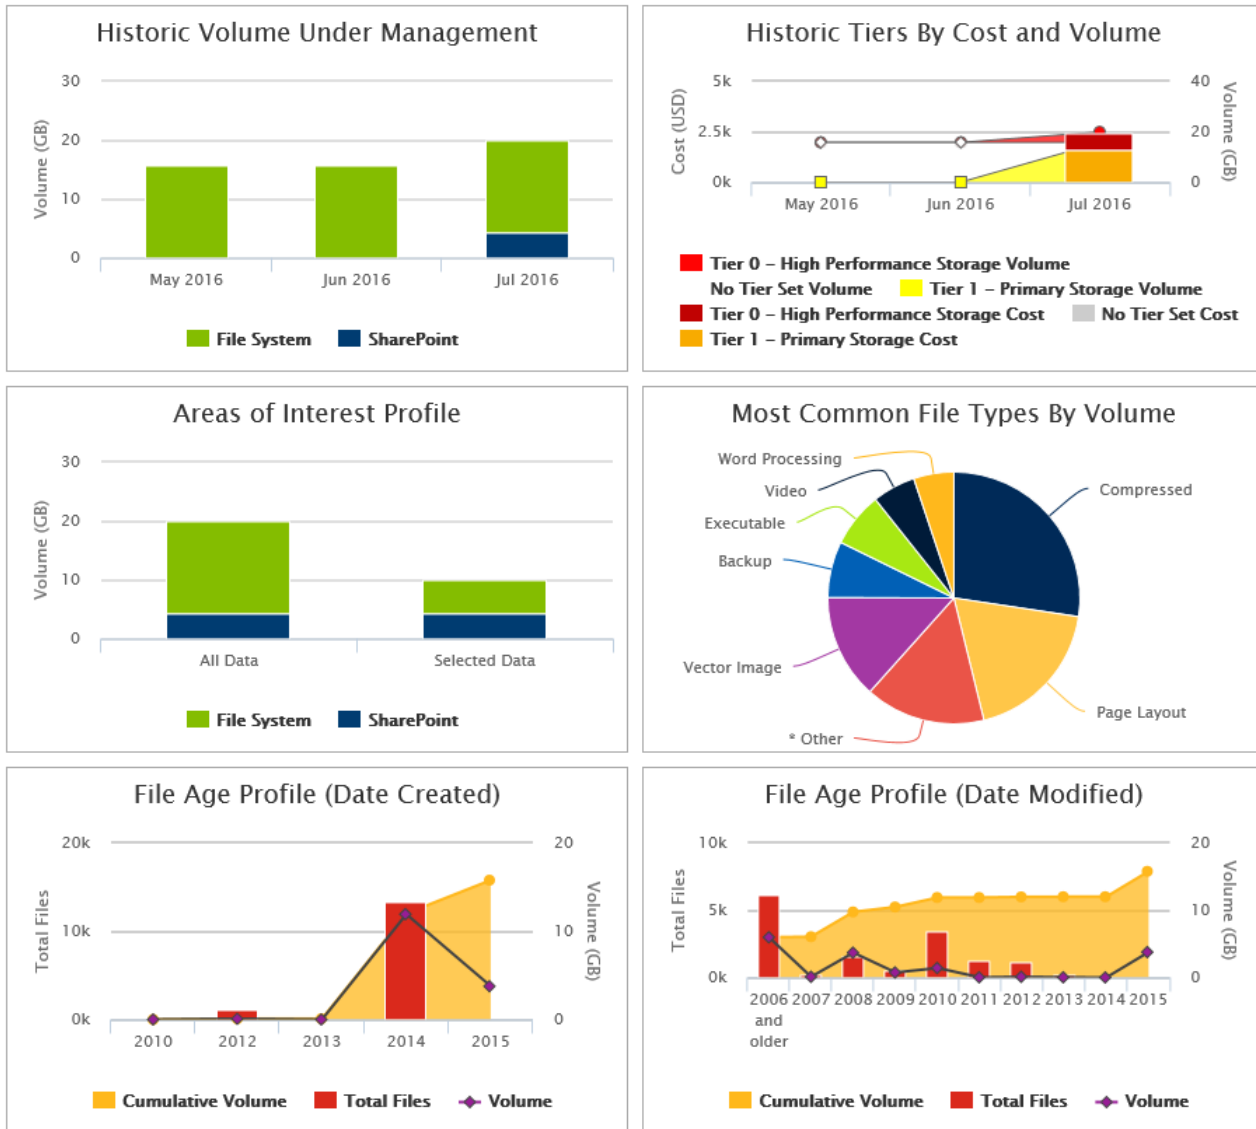 Historic Volume Under Management
Volume (GB)
30
20
10
0
May 2016
Jun 2016
Jul 2016
File System
SharePoint
Historic Tiers By Cost and Volume
Cost (USD)
5k
2.5k
0k
Volume (GB)
40
20
0
May 2016
Jun 2016
Jul 2016
Tier 0 - High Performance Storage Volume
No Tier Set Volume
Tier 1 - Primary Storage Volume
Tier 0 - High Performance Storage Cost
No Tier Set Cost
Tier 1 - Primary Storage Cost
Areas of Interest Profile
Volume (GB)
30
20
10
0
All Data
Selected Data
File System
SharePoint
Most Common File Types By Volume
Word Processing
Video
Executable
Backup
Vector Image
* Other
Compressed
Page Layout
File Age Profile (Date Created)
Total Files
20k
10k
0k
Volume (GB)
20
10
0
2010
2012
2013
2014
2015
Cumulative Volume
Total Files
Volume
File Age Profile (Date Modified)
Total Files
10k
5k
0k
Volume (GB)
20
10
0
2006
and
older
2007
2008
2009
2010
2011
2012
2013
2014
2015
Cumulative Volume
Total Files
Volume